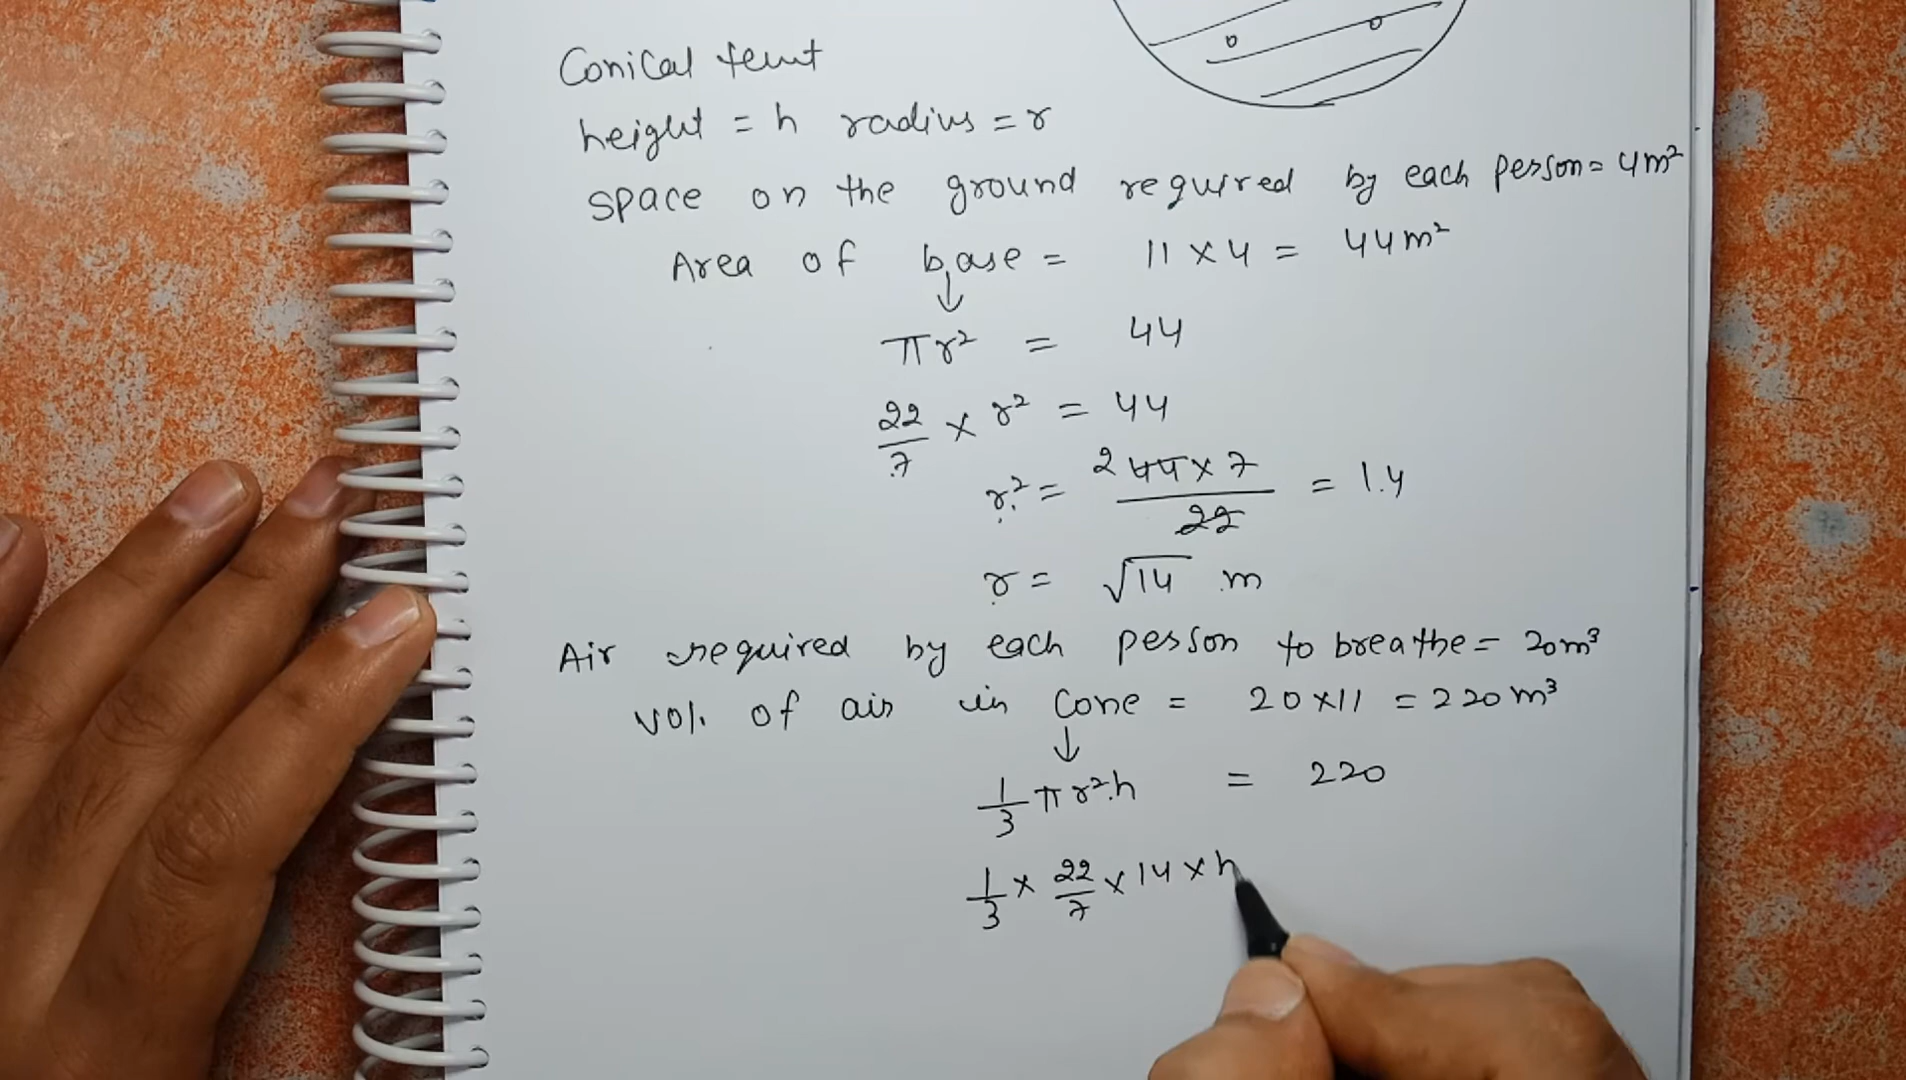 Conical tent
height = h radius = r
space on the ground required by each person = 4m²
Area of base = 11 × 4 = 44m²
↓
πr² = 44
22/7 × r² = 44
r² = 2 44 × 7 / 22 = 1.4
r = √14 m
Air required by each person to breathe = 20m³
vol. of air in Cone = 20 × 11 = 220m³
↓
1/3 πr².h = 220
1/3 × 22/7 × 14 × h